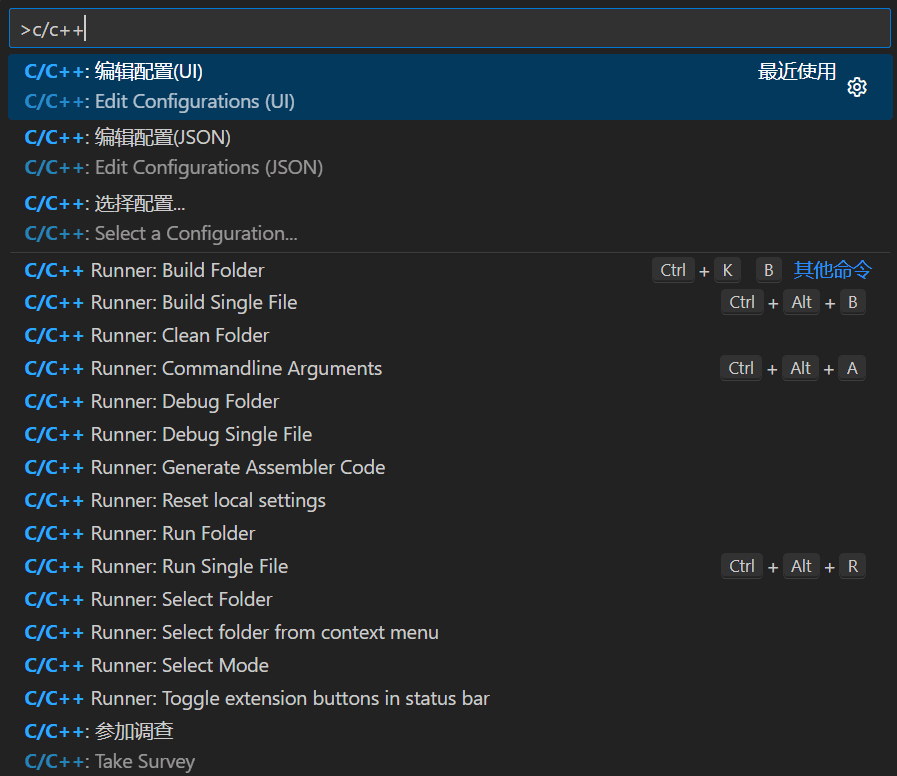 >c/c++
C/C++: 编辑配置(UI) 最近使用
C/C++: Edit Configurations (UI)
C/C++: 编辑配置(JSON)
C/C++: Edit Configurations (JSON)
C/C++: 选择配置...
C/C++: Select a Configuration...
C/C++ Runner: Build Folder Ctrl + K B 其他命令
C/C++ Runner: Build Single File Ctrl + Alt + B
C/C++ Runner: Clean Folder
C/C++ Runner: Commandline Arguments Ctrl + Alt + A
C/C++ Runner: Debug Folder
C/C++ Runner: Debug Single File
C/C++ Runner: Generate Assembler Code
C/C++ Runner: Reset local settings
C/C++ Runner: Run Folder
C/C++ Runner: Run Single File Ctrl + Alt + R
C/C++ Runner: Select Folder
C/C++ Runner: Select folder from context menu
C/C++ Runner: Select Mode
C/C++ Runner: Toggle extension buttons in status bar
C/C++: 参加调查
C/C++: Take Survey